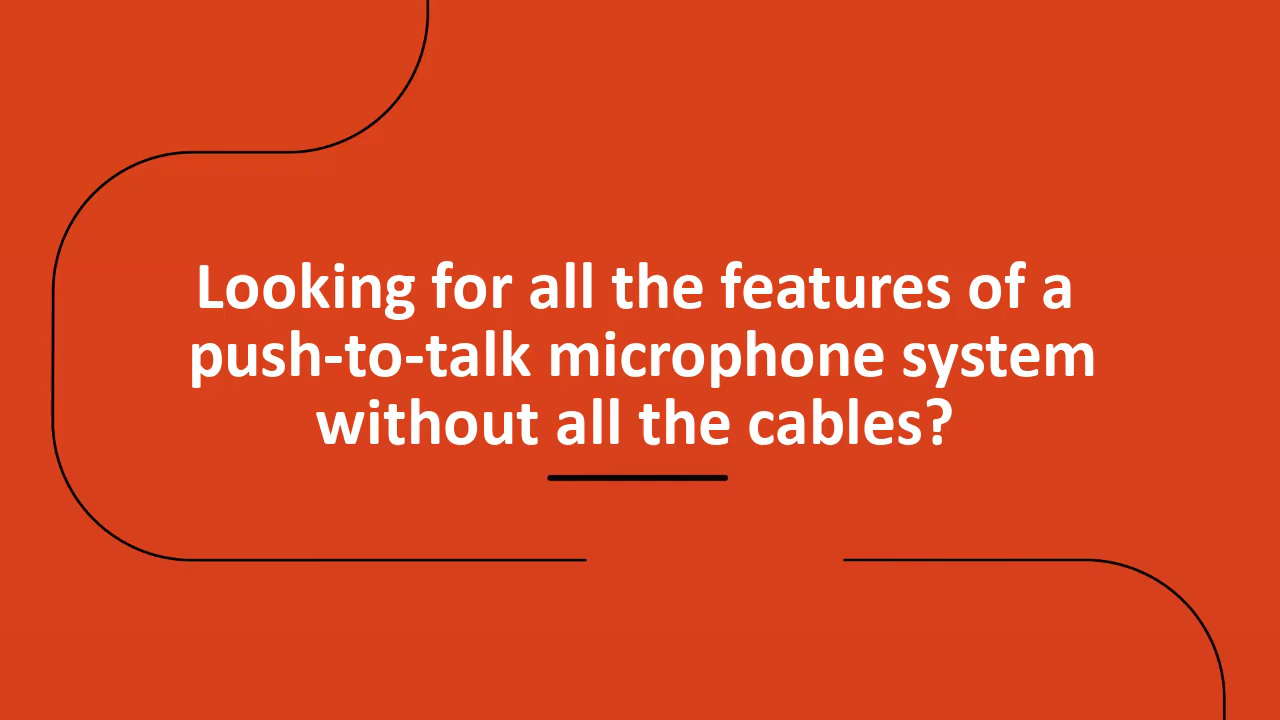 Looking for all the features of a
push-to-talk microphone system
without all the cables?